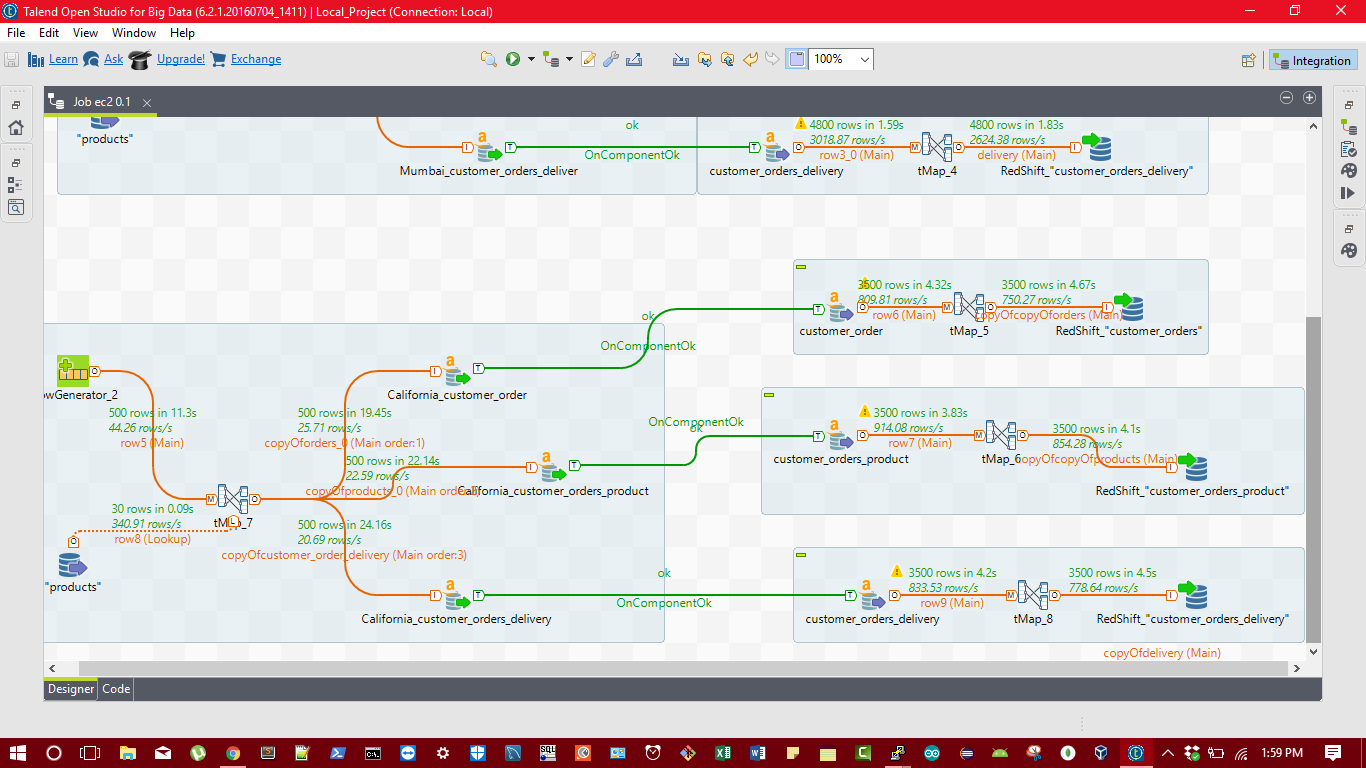 Talend Open Studio for Big Data (6.2.1.20160704_1411) | Local_Project (Connection: Local)
File Edit View Window Help
Learn Ask Upgrade! Exchange
100%
Integration
Job ec2 0.1
"products"
Mumbai_customer_orders_deliver
ok
OnComponentOk
customer_orders_delivery
4800 rows in 1.59s
3018.87 rows/s
row3_0 (Main)
tMap_4
4800 rows in 1.83s
2624.38 rows/s
delivery (Main)
RedShift_"customer_orders_delivery"
customer_order
3500 rows in 4.32s
809.81 rows/s
row6 (Main)
tMap_5
3500 rows in 4.67s
750.27 rows/s
copyOfcopyOforders (Main)
RedShift_"customer_orders"
ok
OnComponentOk
owGenerator_2
500 rows in 11.3s
44.26 rows/s
row5 (Main)
500 rows in 19.45s
25.71 rows/s
copyOforders_0 (Main order:1)
California_customer_order
500 rows in 22.14s
22.59 rows/s
copyOfproducts_0 (Main order
California_customer_orders_product
OnComponentOk
ok
customer_orders_product
3500 rows in 3.83s
914.08 rows/s
row7 (Main)
tMap_6
3500 rows in 4.1s
854.28 rows/s
copyOfcopyOfproducts (Main)
RedShift_"customer_orders_product"
30 rows in 0.09s
340.91 rows/s
row8 (Lookup)
tMap_7
"products"
500 rows in 24.16s
20.69 rows/s
copyOfcustomer_order_delivery (Main order:3)
California_customer_orders_delivery
ok
OnComponentOk
customer_orders_delivery
3500 rows in 4.2s
833.53 rows/s
row9 (Main)
tMap_8
3500 rows in 4.5s
778.64 rows/s
RedShift_"customer_orders_delivery"
copyOfdelivery (Main)
Designer Code
1:59 PM